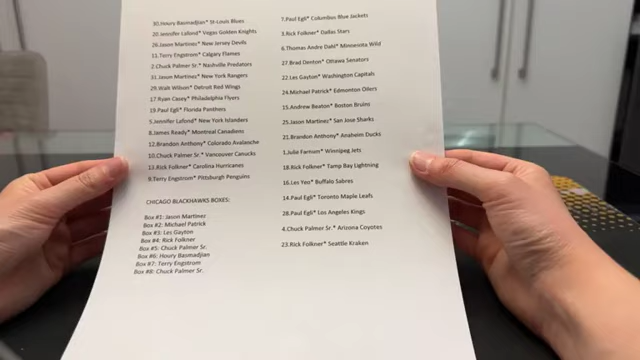 30.Houry Basmadjian* St-Louis Blues
20.Jennifer Lafond* Vegas Golden Knights
26.Jason Martinez* New Jersey Devils
11.Terry Engstrom* Calgary Flames
2.Chuck Palmer Sr.* Nashville Predators
31.Jason Martinez* New York Rangers
29.Walk Wilson* Detroit Red Wings
17.Ryan Casey* Philadelphia Flyers
19.Paul Egli* Florida Panthers
5.Jennifer Lafond* New York Islanders
8.James Ready* Montreal Canadiens
12.Brandon Anthony* Colorado Avalanche
10.Chuck Palmer Sr.* Vancouver Canucks
13.Rick Folkner* Carolina Hurricanes
9.Terry Engstrom* Pittsburgh Penguins
CHICAGO BLACKHAWKS BOXES:
Box #1: Jason Martinez
Box #2: Michael Patrick
Box #3: Les Gayton
Box #4: Rick Folkner
Box #5: Chuck Palmer Sr.
Box #6: Houry Basmadjian
Box #7: Terry Engstrom
Box #8: Chuck Palmer Sr.
7.Paul Egli* Columbus Blue Jackets
3.Rick Folkner* Dallas Stars
6.Thomas Andre Dahl* Minnesota Wild
27.Brad Denton* Ottawa Senators
22.Les Gayton* Washington Capitals
24.Michael Patrick* Edmonton Oilers
15.Andrew Beaton* Boston Bruins
25.Jason Martinez* San Jose Sharks
21.Brandon Anthony* Anaheim Ducks
1.Julie Farnum* Winnipeg Jets
18.Rick Folkner* Tampa Bay Lightning
16.Les Yeo* Buffalo Sabres
14.Paul Egli* Toronto Maple Leafs
28.Paul Egli* Los Angeles Kings
4.Chuck Palmer Sr.* Arizona Coyotes
23.Rick Folkner* Seattle Kraken